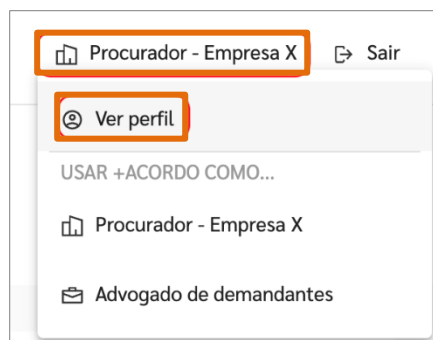 Procurador - Empresa X Sair
Ver perfil
USAR +ACORDO COMO...
Procurador - Empresa X
Advogado de demandantes